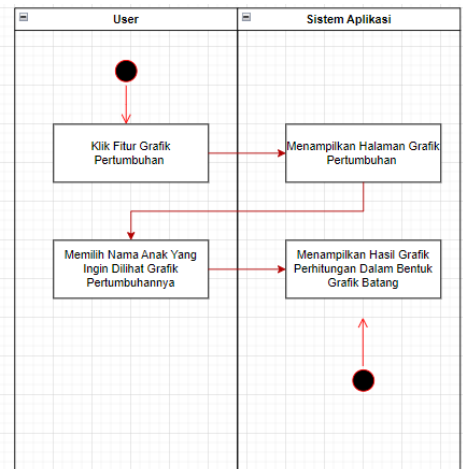 User
Sistem Aplikasi
Klik Fitur Grafik
Pertumbuhan
Menampilkan Halaman Grafik
Pertumbuhan
Memilih Nama Anak Yang
Ingin Dilihat Grafik
Pertumbuhannya
Menampilkan Hasil Grafik
Perhitungan Dalam Bentuk
Grafik Batang